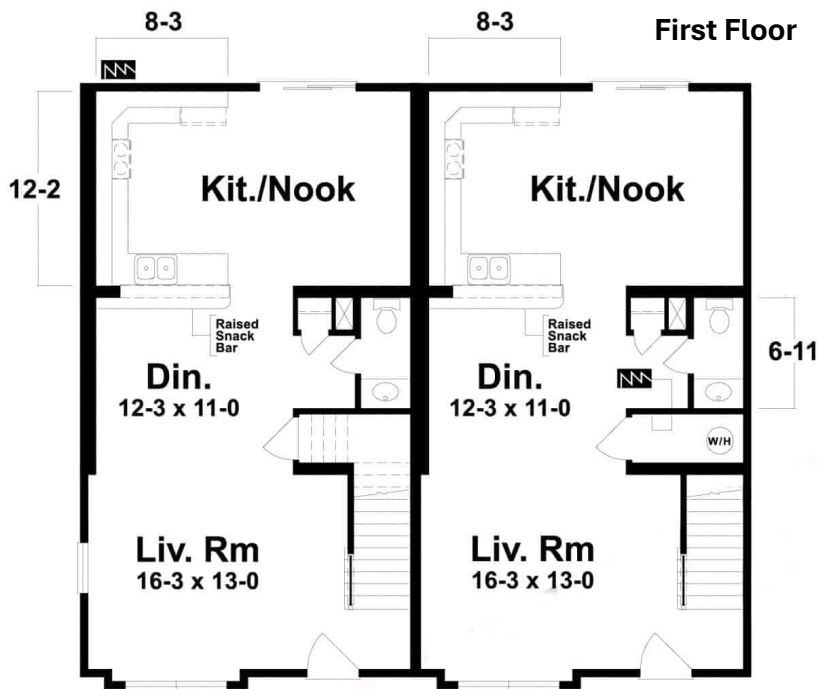 8-3
8-3
First Floor
12-2
Kit./Nook
Kit./Nook
Raised
Snack
Bar
Raised
Snack
Bar
6-11
Din.
12-3 x 11-0
Din.
12-3 x 11-0
W/H
Liv. Rm
16-3 x 13-0
Liv. Rm
16-3 x 13-0